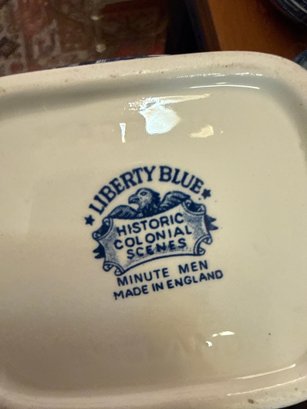 LIBERTY BLUE
HISTORIC
COLONIAL
SCENES
MINUTE MEN
MADE IN ENGLAND